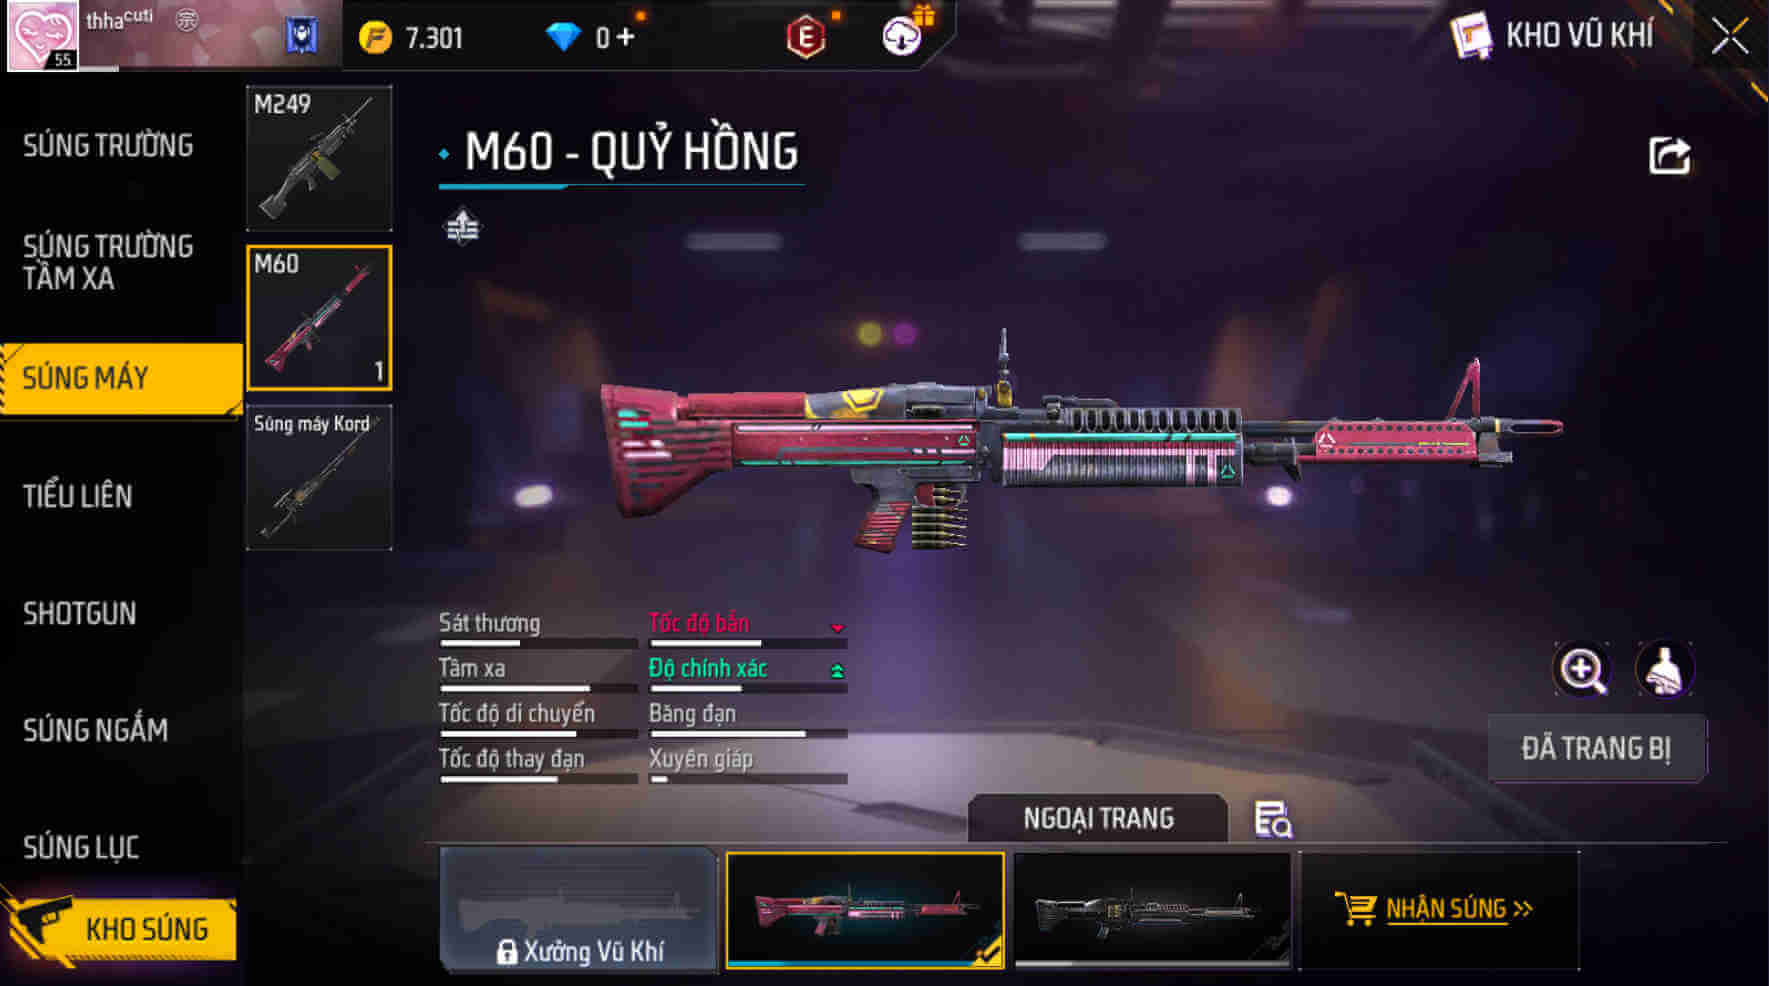 thhacuti 宗
55
7.301
0 +
E
KHO VŨ KHÍ
SÚNG TRƯỜNG
SÚNG TRƯỜNG
TẦM XA
SÚNG MÁY
TIỂU LIÊN
SHOTGUN
SÚNG NGẮM
SÚNG LỤC
KHO SÚNG
M249
M60
1
Súng máy Kord
M60 - QUỶ HỒNG
Sát thương
Tốc độ bắn
Tầm xa
Độ chính xác
Tốc độ di chuyển
Băng đạn
Tốc độ thay đạn
Xuyên giáp
ĐÃ TRANG BỊ
NGOẠI TRANG
Xưởng Vũ Khí
NHẬN SÚNG >>